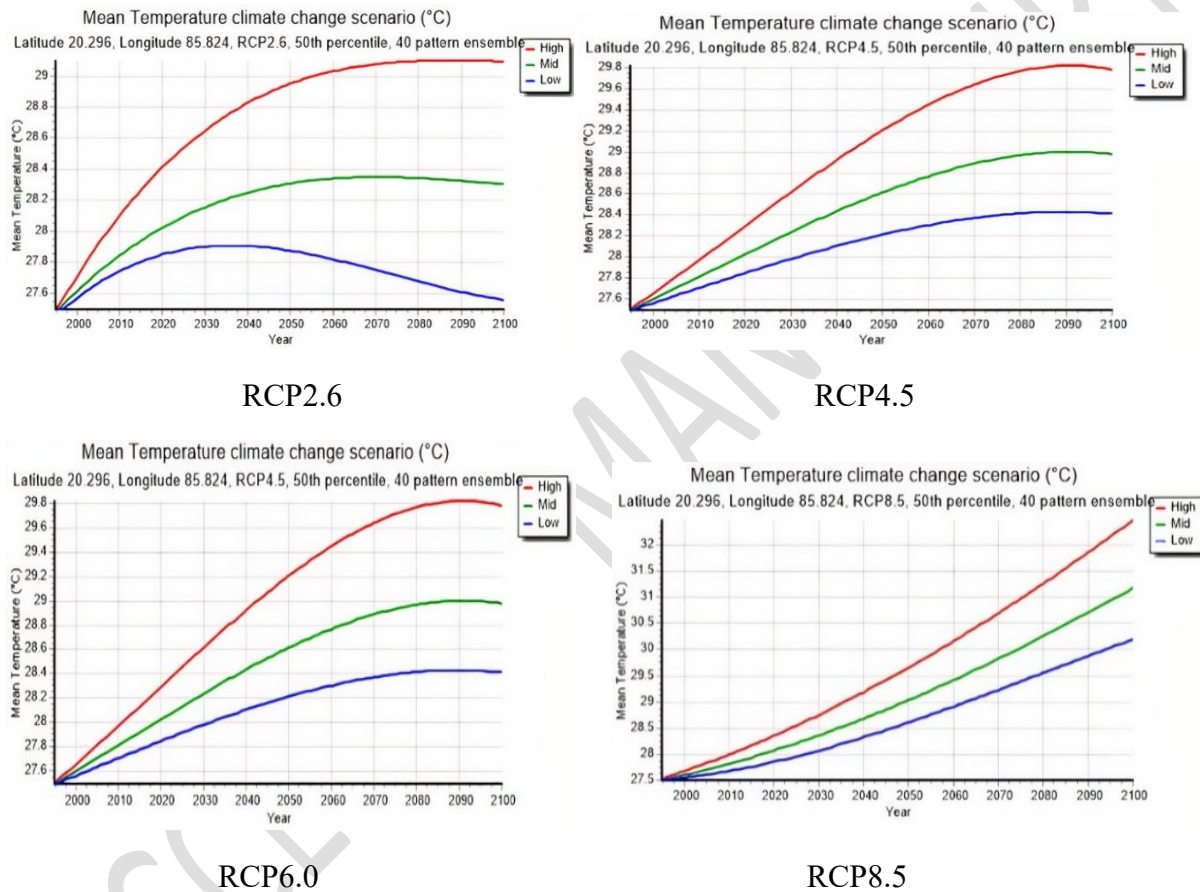 Mean Temperature climate change scenario (°C)
Latitude 20.296, Longitude 85.824, RCP2.6, 50th percentile, 40 pattern ensemble
High
Mid
Low
Mean Temperature (°C)
29
28.8
28.6
28.4
28.2
28
27.8
27.6
2000 2010 2020 2030 2040 2050 2060 2070 2080 2090 2100
Year
RCP2.6
Mean Temperature climate change scenario (°C)
Latitude 20.296, Longitude 85.824, RCP4.5, 50th percentile, 40 pattern ensemble
High
Mid
Low
Mean Temperature (°C)
29.8
29.6
29.4
29.2
29
28.8
28.6
28.4
28.2
28
27.8
27.6
2000 2010 2020 2030 2040 2050 2060 2070 2080 2090 2100
Year
RCP4.5
Mean Temperature climate change scenario (°C)
Latitude 20.296, Longitude 85.824, RCP4.5, 50th percentile, 40 pattern ensemble
High
Mid
Low
Mean Temperature (°C)
29.8
29.6
29.4
29.2
29
28.8
28.6
28.4
28.2
28
27.8
27.6
2000 2010 2020 2030 2040 2050 2060 2070 2080 2090 2100
Year
RCP6.0
Mean Temperature climate change scenario (°C)
Latitude 20.296, Longitude 85.824, RCP8.5, 50th percentile, 40 pattern ensemble
High
Mid
Low
Mean Temperature (°C)
32
31.5
31
30.5
30
29.5
29
28.5
28
27.5
2000 2010 2020 2030 2040 2050 2060 2070 2080 2090 2100
Year
RCP8.5